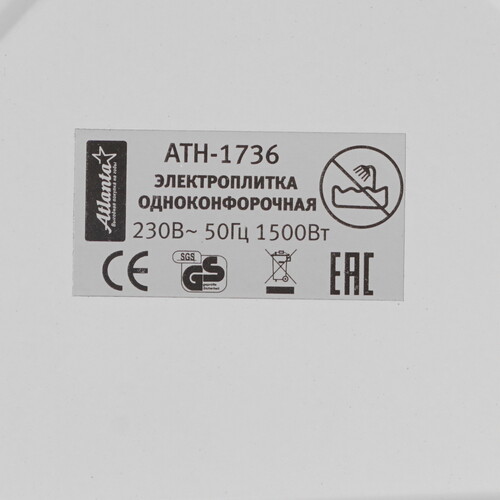 Atlanta
ATH-1736
ЭЛЕКТРОПЛИТКА
ОДНОКОНФОРОЧНАЯ
230В~ 50Гц 1500Вт
CE
SGS
GS
EAC